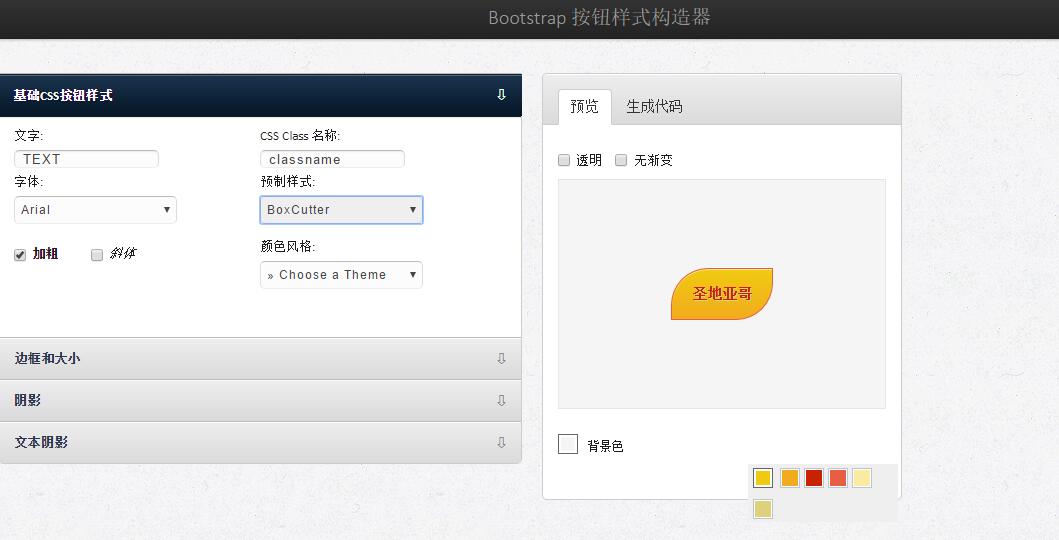 Bootstrap 按钮样式构造器
基础CSS按钮样式
文字:
CSS Class 名称:
TEXT
classname
字体:
预制样式:
Arial
BoxCutter
加粗
斜体
颜色风格:
» Choose a Theme
边框和大小
阴影
文本阴影
预览
生成代码
透明
无渐变
圣地亚哥
背景色